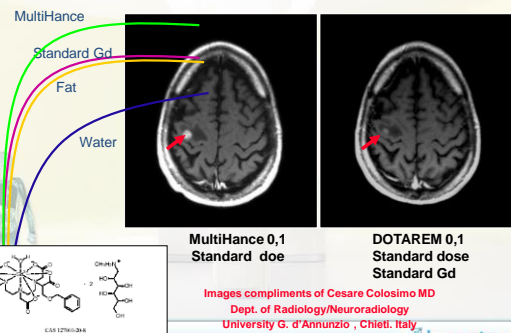 MultiHance
Standard Gd
Fat
Water
MultiHance 0,1
Standard doe
DOTAREM 0,1
Standard dose
Standard Gd
Images compliments of Cesare Colosimo MD
Dept. of Radiology/Neuroradiology
University G. d'Annunzio , Chieti. Italy